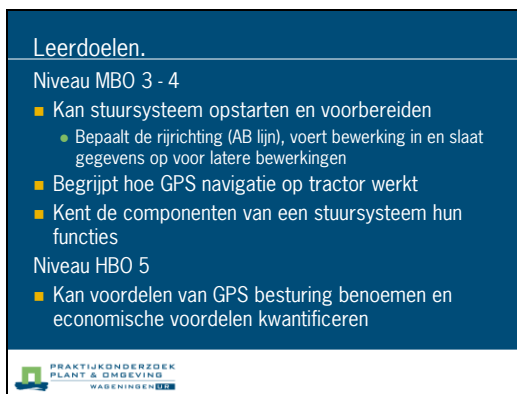 Leerdoelen.
Niveau MBO 3 - 4
Kan stuursysteem opstarten en voorbereiden
Bepaalt de rijrichting (AB lijn), voert bewerking in en slaat
gegevens op voor latere bewerkingen
Begrijpt hoe GPS navigatie op tractor werkt
Kent de componenten van een stuursysteem hun
functies
Niveau HBO 5
Kan voordelen van GPS besturing benoemen en
economische voordelen kwantificeren
PRAKTIJKONDERZOEK
PLANT & OMGEVING
WAGENINGEN UR